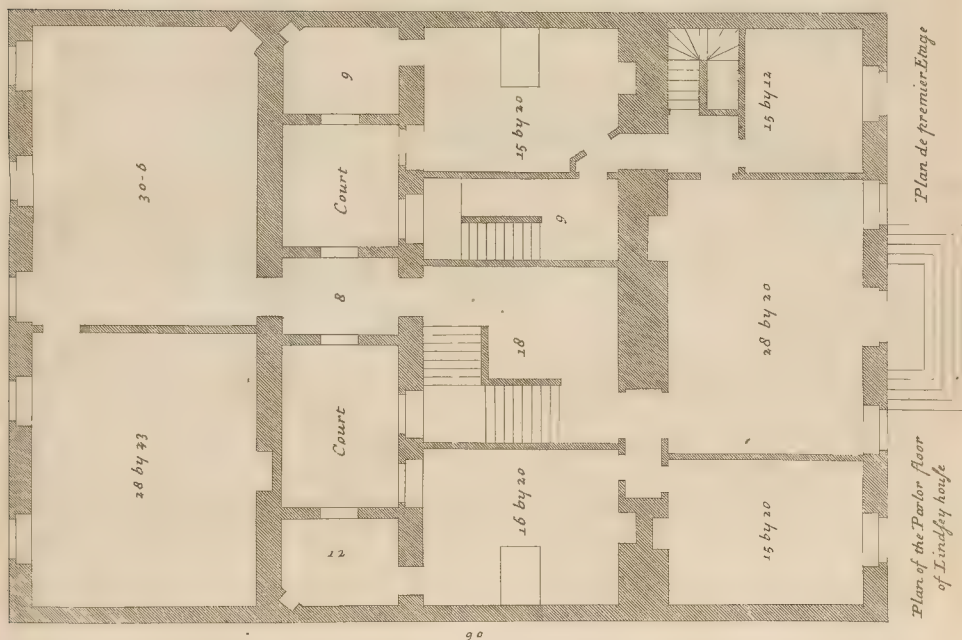 Plan of the Parlor floor
of Lindsey house
Plan de premier Etage
28 by 23
30-6
12
Court
8
Court
9
16 by 20
18
9
15 by 20
15 by 20
28 by 20
15 by 12
90